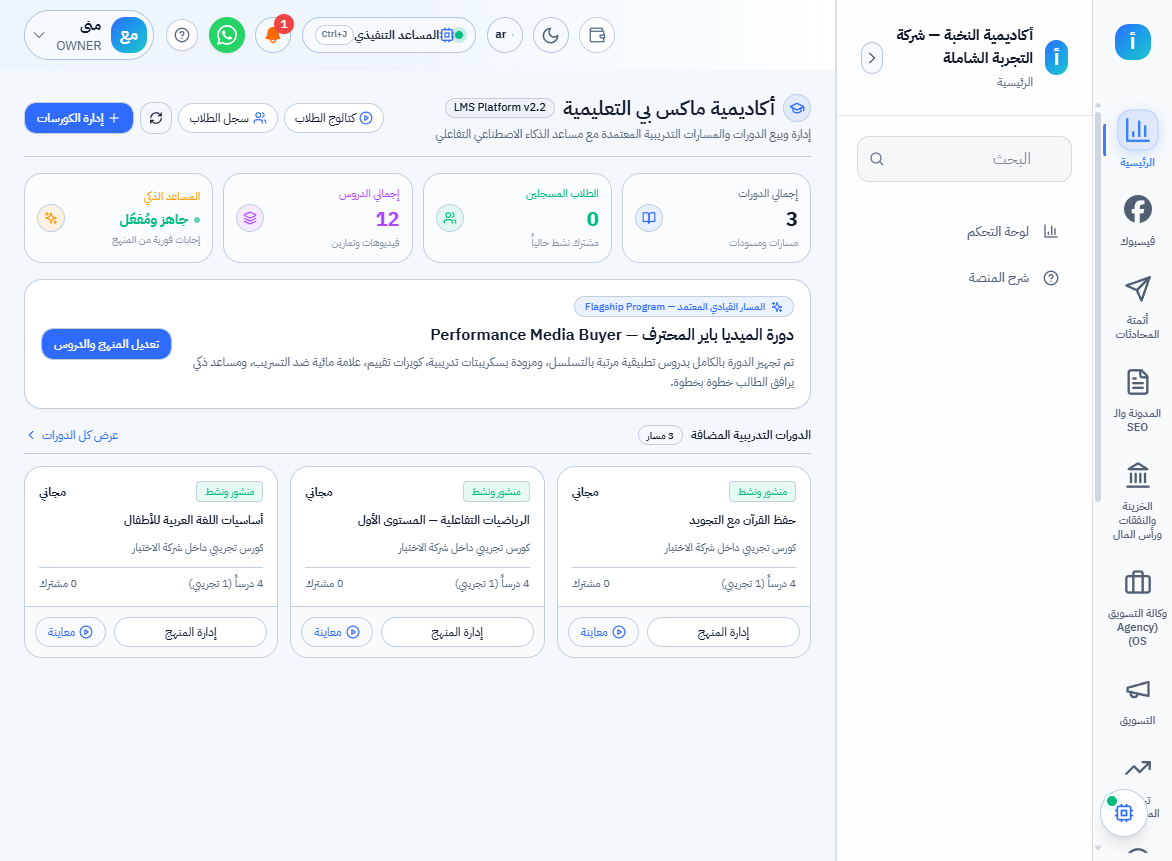 أ
الرئيسية
فيسبوك
أتمتة
المحادثات
المدونة والـ
SEO
الخزينة
والنفقات
ورأس المال
وكالة التسويق
(Agency
OS)
التسويق
أ
أكاديمية النخبة — شركة
التجربة الشاملة
الرئيسية
البحث
لوحة التحكم
شرح المنصة
ar
المساعد التنفيذي
Ctrl+J
1
مع
منى
OWNER
أكاديمية ماكس بي التعليمية
LMS Platform v2.2
إدارة وبيع الدورات والمسارات التدريبية المعتمدة مع مساعد الذكاء الاصطناعي التفاعلي
كتالوج الطلاب
سجل الطلاب
إدارة الكورسات
إجمالي الدورات
3
مسارات ومسودات
الطلاب المسجلين
0
مشترك نشط حالياً
إجمالي الدروس
12
فيديوهات وتمارين
المساعد الذكي
جاهز ومُفعّل
إجابات فورية من المنهج
المسار القيادي المعتمد — Flagship Program
دورة الميديا باير المحترف — Performance Media Buyer
تم تجهيز الدورة بالكامل بدروس تطبيقية مرتبة بالتسلسل، ومزودة بسكريبتات تدريبية، كويزات تقييم، علامة مائية ضد التسريب، ومساعد ذكي
يرافق الطالب خطوة بخطوة.
تعديل المنهج والدروس
الدورات التدريبية المضافة
3 مسار
عرض كل الدورات
منشور ونشط
مجاني
حفظ القرآن مع التجويد
كورس تجريبي داخل شركة الاختبار
4 درساً (1 تجريبي)
0 مشترك
إدارة المنهج
معاينة
منشور ونشط
مجاني
الرياضيات التفاعلية — المستوى الأول
كورس تجريبي داخل شركة الاختبار
4 درساً (1 تجريبي)
0 مشترك
إدارة المنهج
معاينة
منشور ونشط
مجاني
أساسيات اللغة العربية للأطفال
كورس تجريبي داخل شركة الاختبار
4 درساً (1 تجريبي)
0 مشترك
إدارة المنهج
معاينة